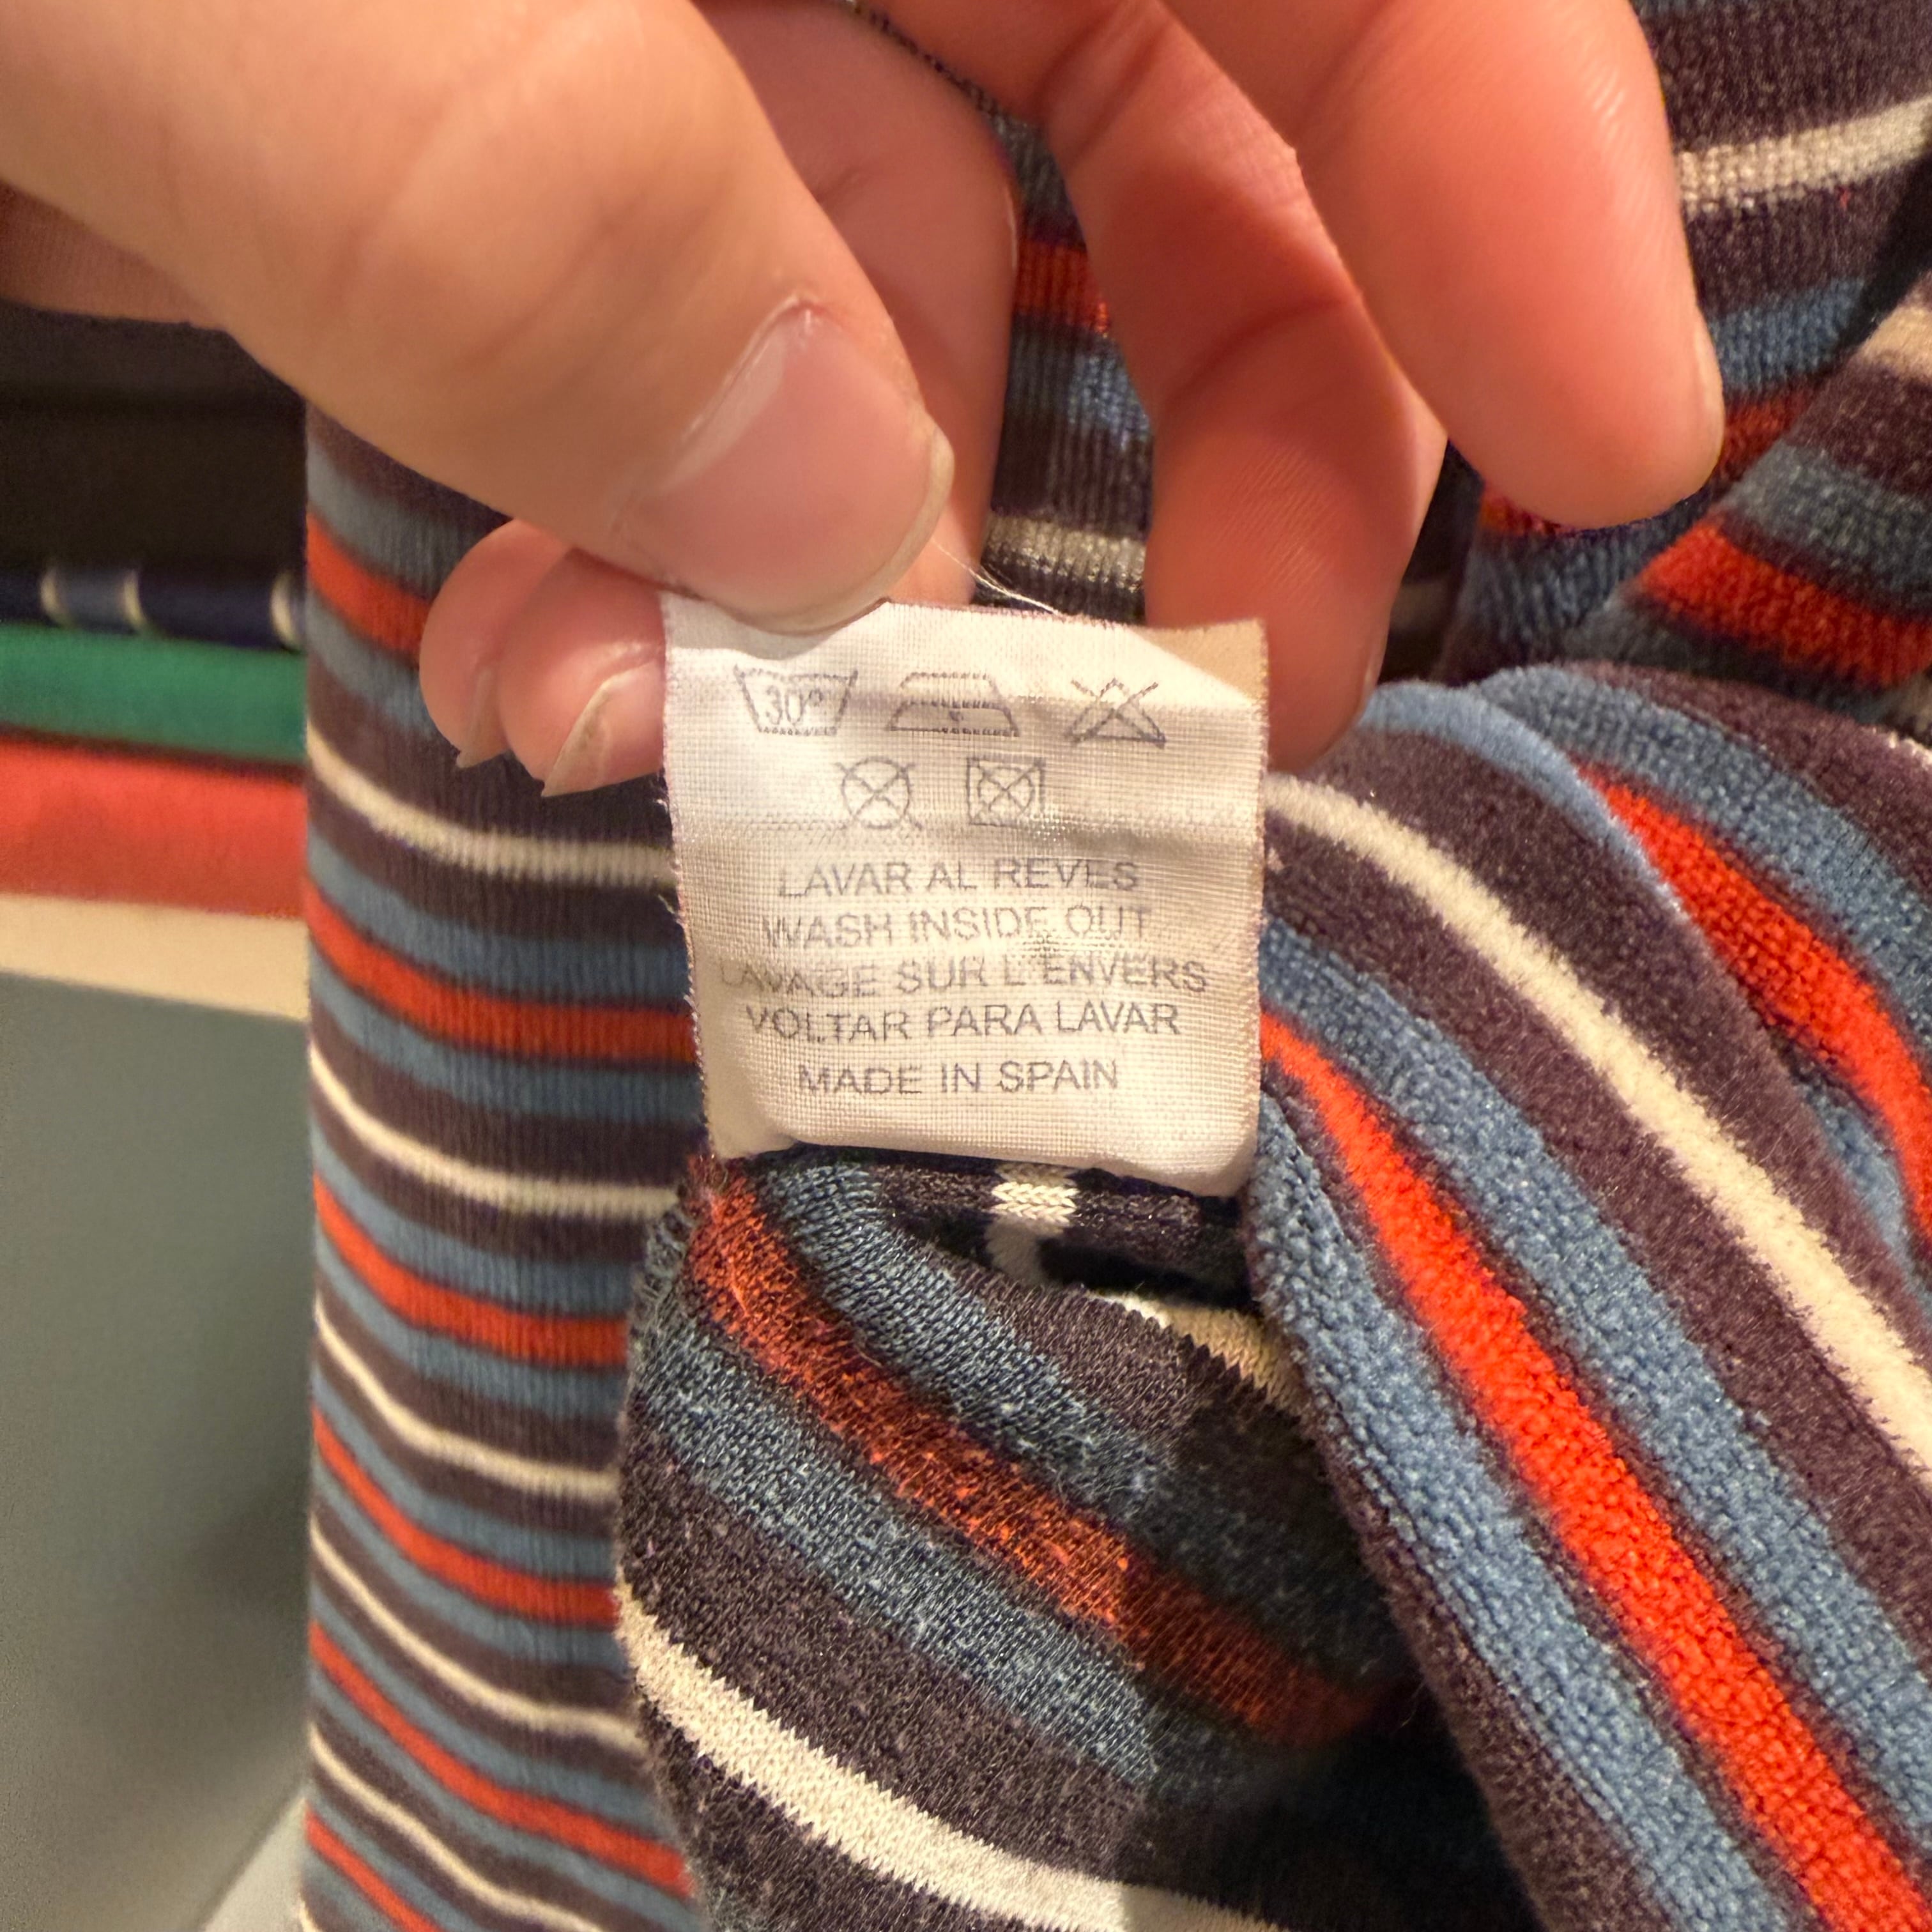 30°
LAVAR AL REVES
WASH INSIDE OUT
LAVAGE SUR L'ENVERS
VOLTAR PARA LAVAR
MADE IN SPAIN